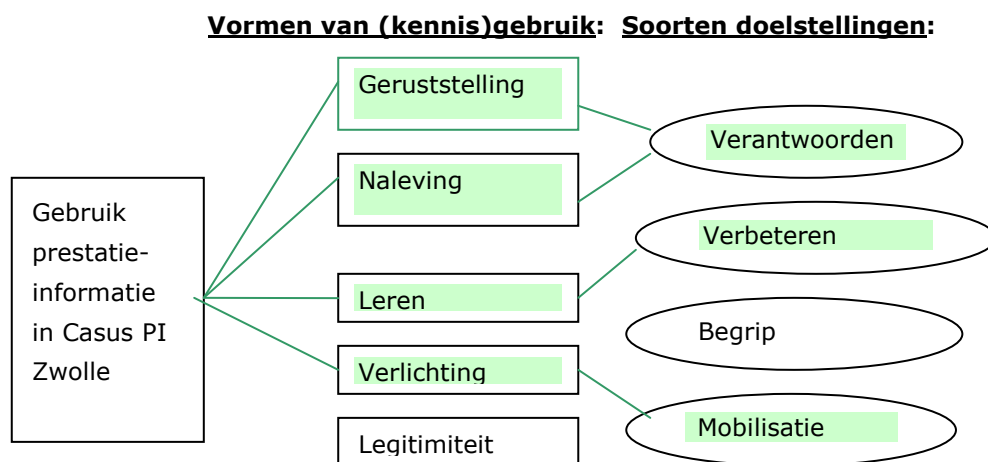 Vormen van (kennis)gebruik: Soorten doelstellingen:
Gebruik
prestatie-
informatie
in Casus PI
Zwolle
Geruststelling
Naleving
Leren
Verlichting
Legitimiteit
Verantwoorden
Verbeteren
Begrip
Mobilisatie